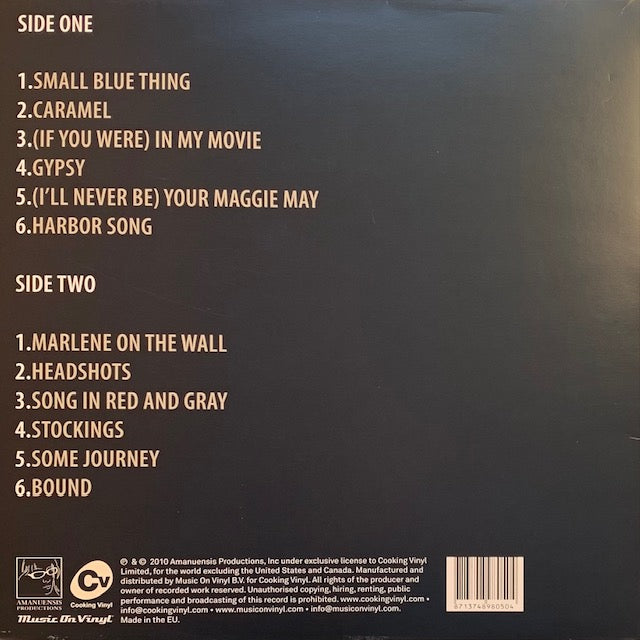 SIDE ONE
1.SMALL BLUE THING
2.CARAMEL
3.(IF YOU WERE) IN MY MOVIE
4.GYPSY
5.(I'LL NEVER BE) YOUR MAGGIE MAY
6.HARBOR SONG
SIDE TWO
1.MARLENE ON THE WALL
2.HEADSHOTS
3.SONG IN RED AND GRAY
4.STOCKINGS
5.SOME JOURNEY
6.BOUND
AMANUENSIS
PRODUCTIONS
Cv
Cooking Vinyl
Music On Vinyl
℗ & © 2010 Amanuensis Productions, Inc under exclusive license to Cooking Vinyl
Limited, for the world excluding the United States and Canada. Manufactured and
distributed by Music On Vinyl B.V. for Cooking Vinyl. All rights of the producer and
owner of recorded work reserved. Unauthorised copying, hiring, renting, public
performance and broadcasting of this record is prohibited. www.cookingvinyl.com •
info@cookingvinyl.com • www.musiconvinyl.com • info@musiconvinyl.com.
Made in the EU.
8713748980504